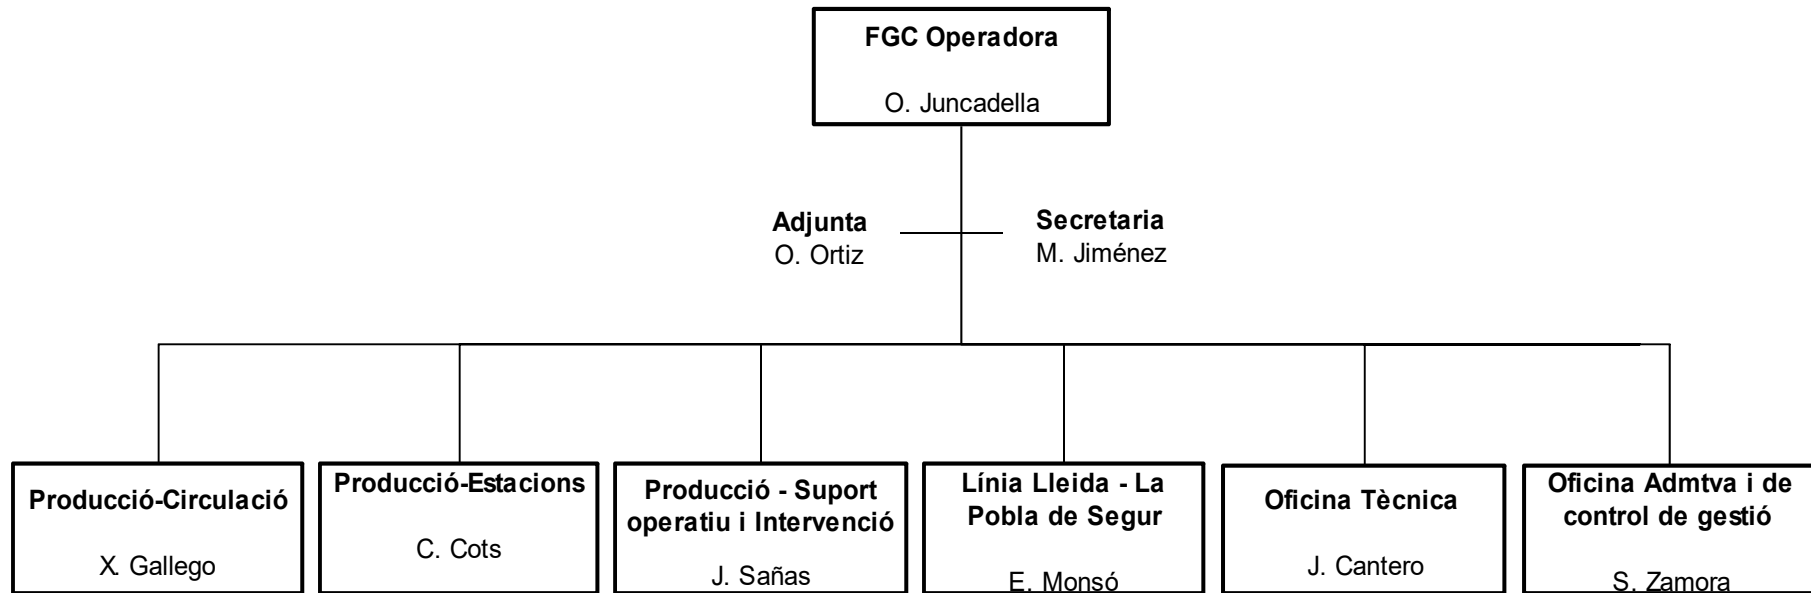 FGC Operadora
O. Juncadella
Adjunta
O. Ortiz
Secretaria
M. Jiménez
Producció-Circulació
X. Gallego
Producció-Estacions
C. Cots
Producció - Suport
operatiu i Intervenció
J. Sañas
Línia Lleida - La
Pobla de Segur
E. Monsó
Oficina Tècnica
J. Cantero
Oficina Admtva i de
control de gestió
S. Zamora